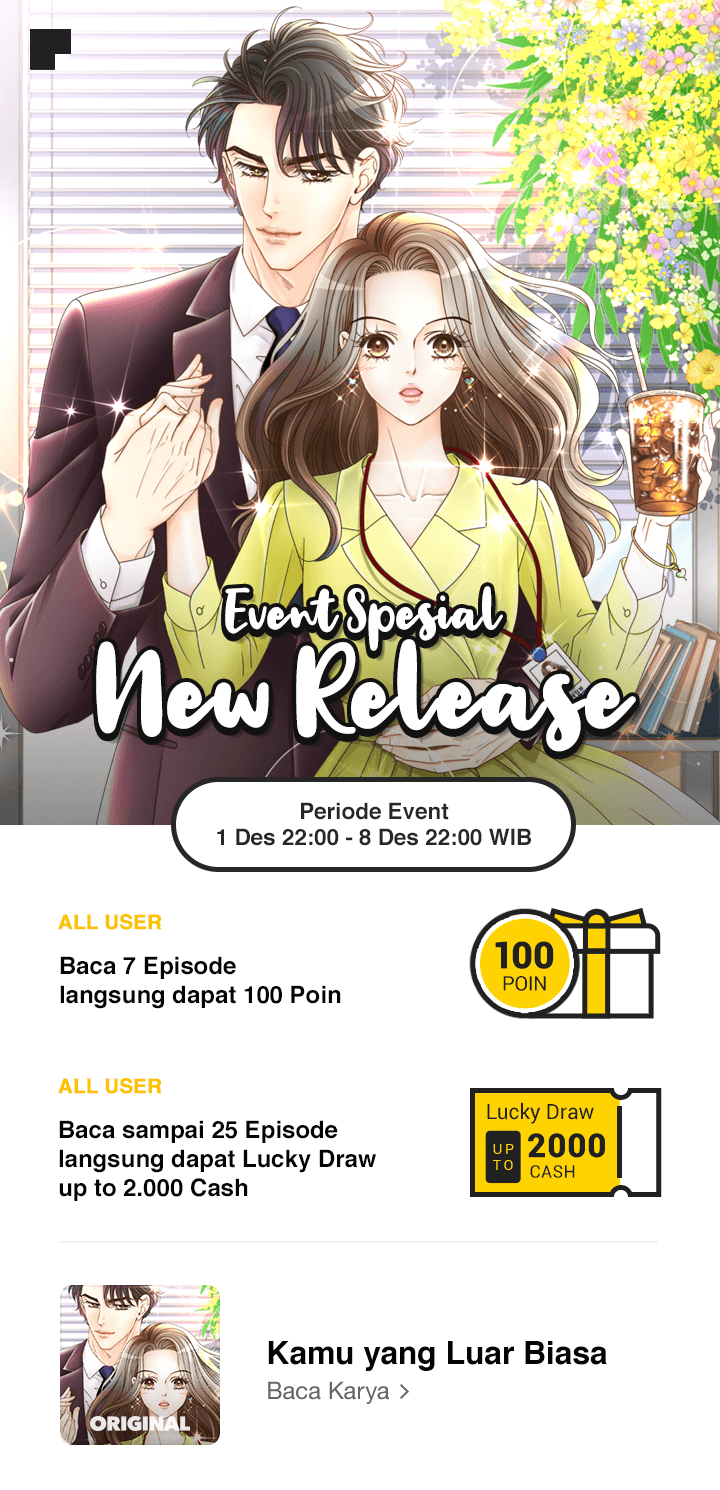 Event Spesial
New Release
Periode Event
1 Des 22:00 - 8 Des 22:00 WIB
ALL USER
Baca 7 Episode
langsung dapat 100 Poin
100
POIN
ALL USER
Baca sampai 25 Episode
langsung dapat Lucky Draw
up to 2.000 Cash
Lucky Draw
UP TO
2000
CASH
ORIGINAL
Kamu yang Luar Biasa
Baca Karya >